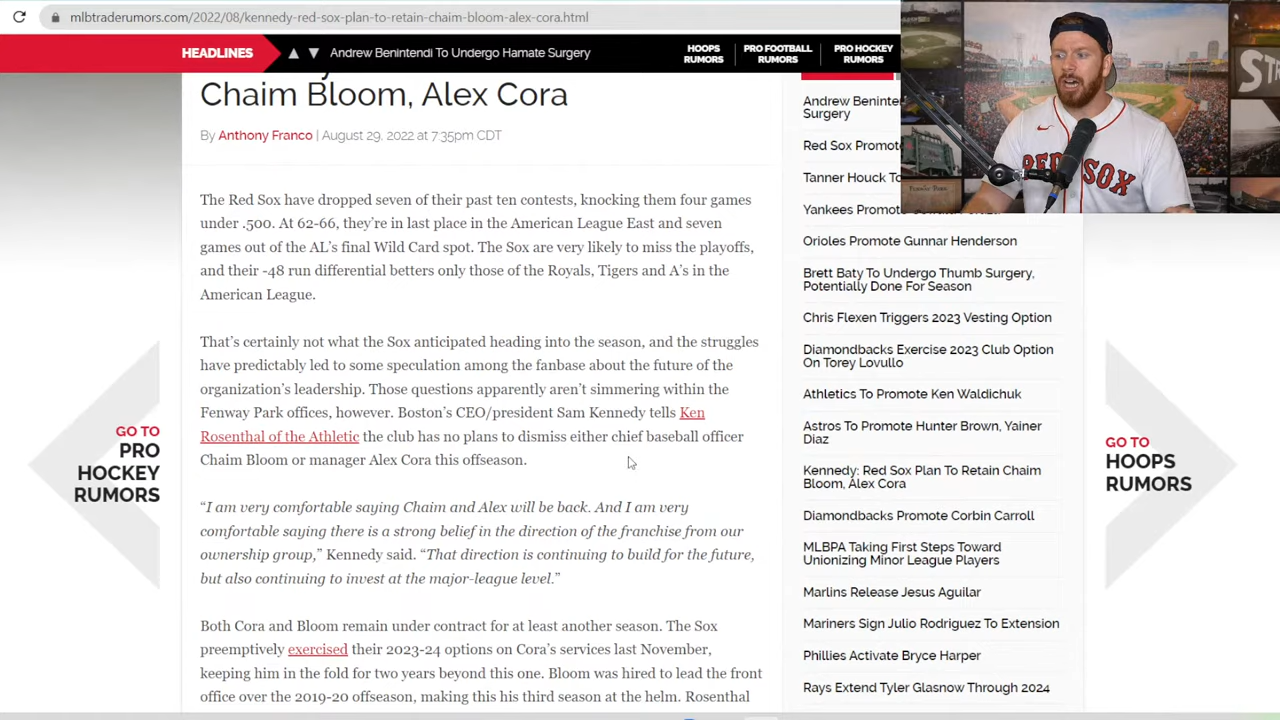 mlbtraderumors.com/2022/08/kennedy-red-sox-plan-to-retain-chaim-bloom-alex-cora.html
HEADLINES
Andrew Benintendi To Undergo Hamate Surgery
HOOPS
RUMORS
PRO FOOTBALL
RUMORS
PRO HOCKEY
RUMORS
Chaim Bloom, Alex Cora
By Anthony Franco | August 29, 2022 at 7:35pm CDT
The Red Sox have dropped seven of their past ten contests, knocking them four games
under .500. At 62-66, they're in last place in the American League East and seven
games out of the AL's final Wild Card spot. The Sox are very likely to miss the playoffs,
and their -48 run differential betters only those of the Royals, Tigers and A's in the
American League.
That's certainly not what the Sox anticipated heading into the season, and the struggles
have predictably led to some speculation among the fanbase about the future of the
organization's leadership. Those questions apparently aren't simmering within the
Fenway Park offices, however. Boston's CEO/president Sam Kennedy tells Ken
Rosenthal of the Athletic the club has no plans to dismiss either chief baseball officer
Chaim Bloom or manager Alex Cora this offseason.
“I am very comfortable saying Chaim and Alex will be back. And I am very
comfortable saying there is a strong belief in the direction of the franchise from our
ownership group,” Kennedy said. “That direction is continuing to build for the future,
but also continuing to invest at the major-league level.”
Both Cora and Bloom remain under contract for at least another season. The Sox
preemptively exercised their 2023-24 options on Cora's services last November,
keeping him in the fold for two years beyond this one. Bloom was hired to lead the front
office over the 2019-20 offseason, making this his third season at the helm. Rosenthal
GO TO
PRO
HOCKEY
RUMORS
Andrew Beninte
Surgery
Red Sox Promot
Tanner Houck To
Yankees Promot
Orioles Promote Gunnar Henderson
Brett Baty To Undergo Thumb Surgery,
Potentially Done For Season
Chris Flexen Triggers 2023 Vesting Option
Diamondbacks Exercise 2023 Club Option
On Torey Lovullo
Athletics To Promote Ken Waldichuk
Astros To Promote Hunter Brown, Yainer
Diaz
Kennedy: Red Sox Plan To Retain Chaim
Bloom, Alex Cora
Diamondbacks Promote Corbin Carroll
MLBPA Taking First Steps Toward
Unionizing Minor League Players
Marlins Release Jesus Aguilar
Mariners Sign Julio Rodriguez To Extension
Phillies Activate Bryce Harper
Rays Extend Tyler Glasnow Through 2024
GO TO
HOOPS
RUMORS
RED SOX